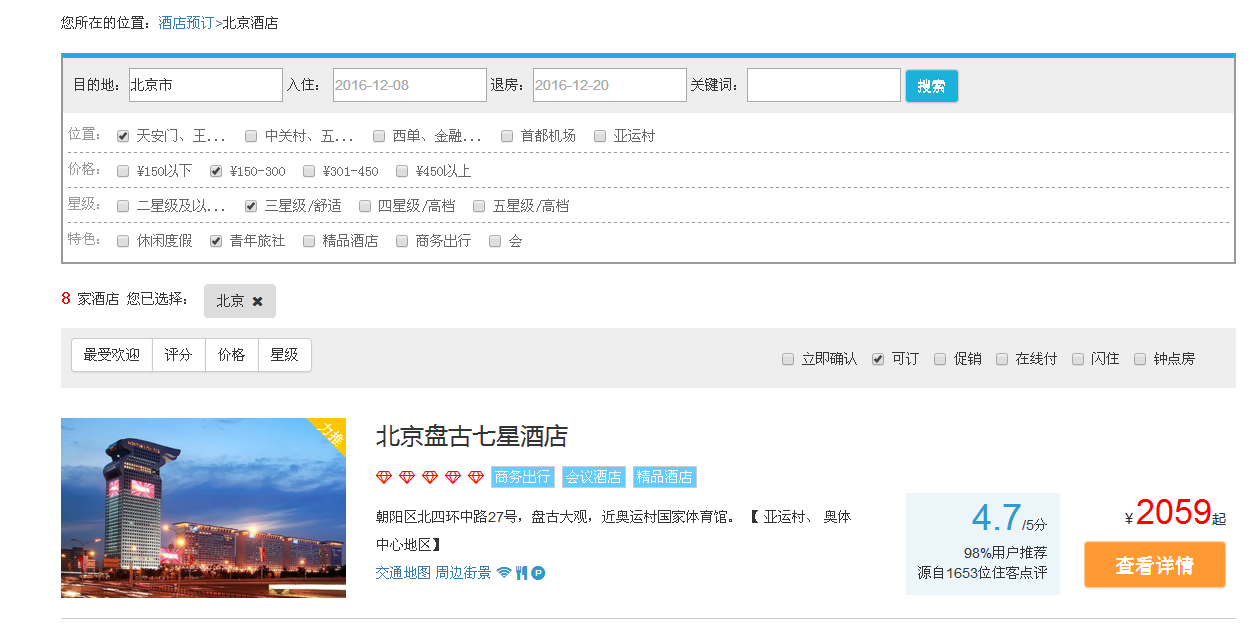 您所在的位置：酒店预订>北京酒店
目的地：北京市 入住：2016-12-08 退房：2016-12-20 关键词： 搜索
位置： 天安门、王... 中关村、五... 西单、金融... 首都机场 亚运村
价格： ¥150以下 ¥150-300 ¥301-450 ¥450以上
星级： 二星级及以... 三星级/舒适 四星级/高档 五星级/高档
特色： 休闲度假 青年旅社 精品酒店 商务出行 会
8 家酒店 您已选择： 北京 ✖
最受欢迎 评分 价格 星级 立即确认 可订 促销 在线付 闪住 钟点房
力推
北京盘古七星酒店
商务出行 会议酒店 精品酒店
朝阳区北四环中路27号，盘古大观，近奥运村国家体育馆。 【 亚运村、 奥体
中心地区】
交通地图 周边街景 P
4.7/5分
98%用户推荐
源自1653位住客点评
¥2059起
查看详情